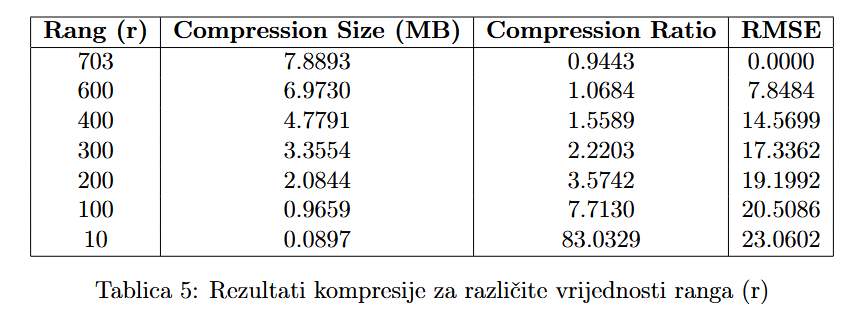 Rang (r) Compression Size (MB) Compression Ratio RMSE
703 7.8893 0.9443 0.0000
600 6.9730 1.0684 7.8484
400 4.7791 1.5589 14.5699
300 3.3554 2.2203 17.3362
200 2.0844 3.5742 19.1992
100 0.9659 7.7130 20.5086
10 0.0897 83.0329 23.0602
Tablica 5: Rezultati kompresije za različite vrijednosti ranga (r)